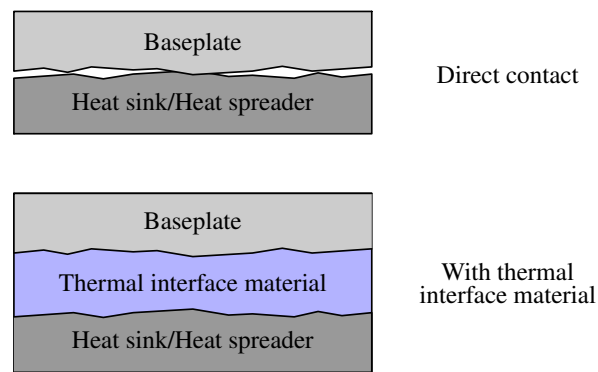 Baseplate
Direct contact
Heat sink/Heat spreader
Baseplate
Thermal interface material
With thermal
interface material
Heat sink/Heat spreader